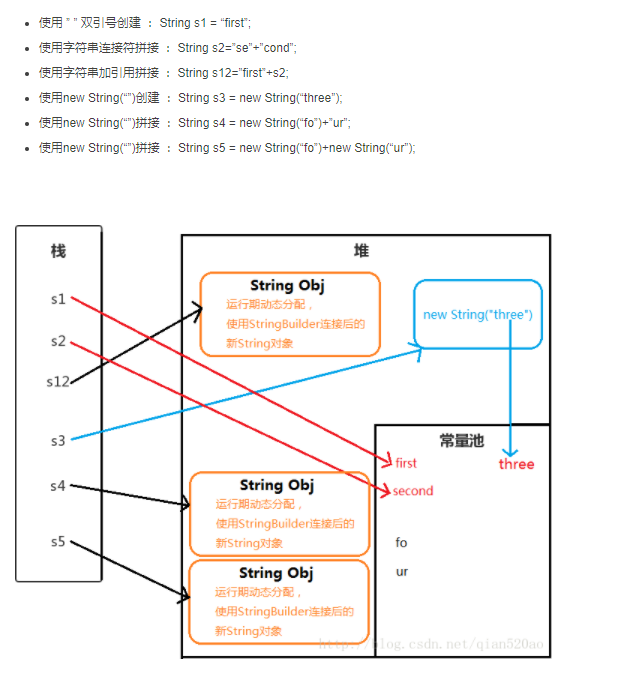 使用 ” ” 双引号创建 ： String s1 = “first”;
使用字符串连接符拼接 ： String s2=”se”+”cond”;
使用字符串加引用拼接 ： String s12=”first”+s2;
使用new String(“”)创建 ： String s3 = new String(“three”);
使用new String(“”)拼接 ： String s4 = new String(“fo”)+”ur”;
使用new String(“”)拼接 ： String s5 = new String(“fo”)+new String(“ur”);
栈
s1
s2
s12
s3
s4
s5
堆
String Obj
运行期动态分配，
使用StringBuilder连接后的
新String对象
new String("three")
常量池
first
three
second
fo
ur
String Obj
运行期动态分配，
使用StringBuilder连接后的
新String对象
String Obj
运行期动态分配，
使用StringBuilder连接后的
新String对象
http://blog.csdn.net/qian520ao